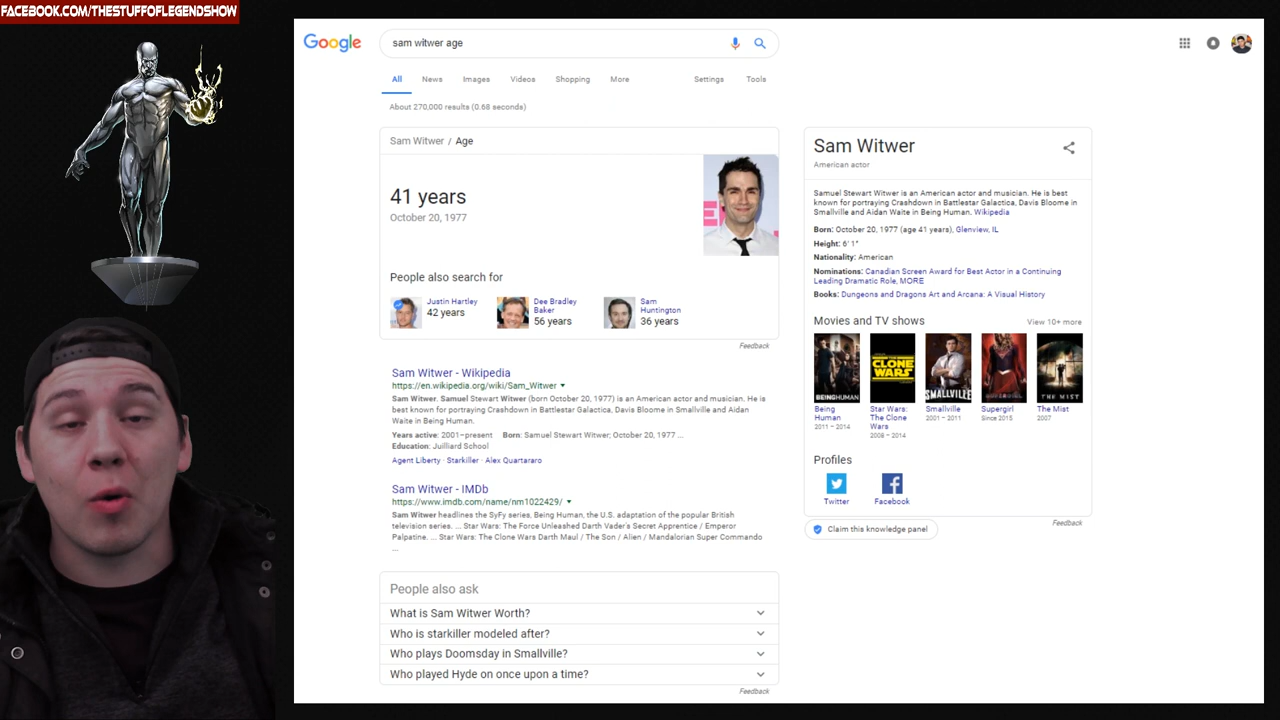 FACEBOOK.COM/THESTUFFOFLEGENDSHOW
Google
sam witwer age
All
News
Images
Videos
Shopping
More
Settings
Tools
About 270,000 results (0.68 seconds)
Sam Witwer / Age
41 years
October 20, 1977
People also search for
Justin Hartley
42 years
Dee Bradley
Baker
56 years
Sam
Huntington
36 years
Feedback
Sam Witwer - Wikipedia
https://en.wikipedia.org/wiki/Sam_Witwer
Sam Witwer. Samuel Stewart Witwer (born October 20, 1977) is an American actor and musician. He is
best known for portraying Crashdown in Battlestar Galactica, Davis Bloome in Smallville and Aidan
Waite in Being Human.
Years active: 2001–present Born: Samuel Stewart Witwer; October 20, 1977 ...
Education: Juilliard School
Agent Liberty · Starkiller · Alex Quartararo
Sam Witwer - IMDb
https://www.imdb.com/name/nm1022429/
Sam Witwer headlines the SyFy series, Being Human, the U.S. adaptation of the popular British
television series. ... Star Wars: The Force Unleashed Darth Vader's Secret Apprentice / Emperor
Palpatine. ... Star Wars: The Clone Wars Darth Maul / The Son / Alien / Mandalorian Super Commando
...
People also ask
What is Sam Witwer Worth?
Who is starkiller modeled after?
Who plays Doomsday in Smallville?
Who played Hyde on once upon a time?
Feedback
Sam Witwer
American actor
Samuel Stewart Witwer is an American actor and musician. He is best
known for portraying Crashdown in Battlestar Galactica, Davis Bloome in
Smallville and Aidan Waite in Being Human. Wikipedia
Born: October 20, 1977 (age 41 years), Glenview, IL
Height: 6' 1"
Nationality: American
Nominations: Canadian Screen Award for Best Actor in a Continuing
Leading Dramatic Role, MORE
Books: Dungeons and Dragons Art and Arcana: A Visual History
Movies and TV shows
View 10+ more
BEINGHUMAN
STAR WARS
THE
CLONE
WARS
SMALLVILLE
THE MIST
Being
Human
2011 – 2014
Star Wars:
The Clone
Wars
2008 – 2014
Smallville
2001 – 2011
Supergirl
Since 2015
The Mist
2007
Profiles
Twitter
Facebook
Feedback
Claim this knowledge panel